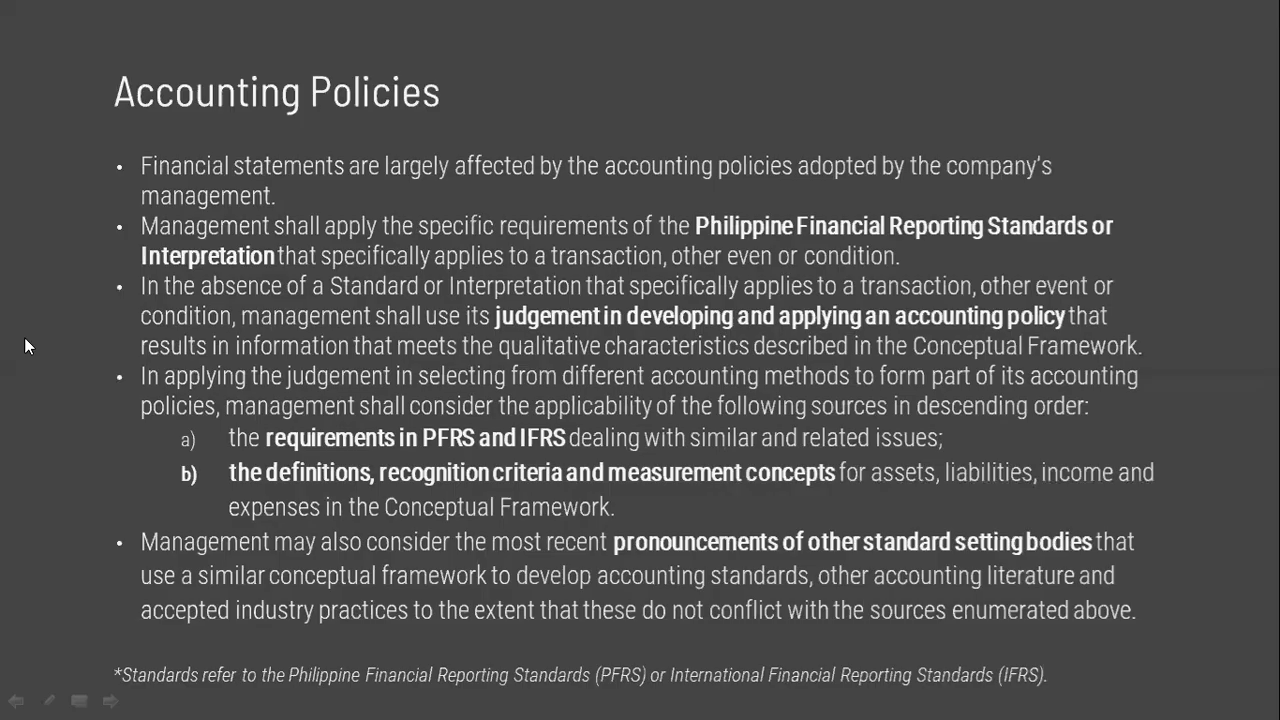 Accounting Policies
• Financial statements are largely affected by the accounting policies adopted by the company's
management.
• Management shall apply the specific requirements of the Philippine Financial Reporting Standards or
Interpretation that specifically applies to a transaction, other even or condition.
• In the absence of a Standard or Interpretation that specifically applies to a transaction, other event or
condition, management shall use its judgement in developing and applying an accounting policy that
results in information that meets the qualitative characteristics described in the Conceptual Framework.
• In applying the judgement in selecting from different accounting methods to form part of its accounting
policies, management shall consider the applicability of the following sources in descending order:
a) the requirements in PFRS and IFRS dealing with similar and related issues;
b) the definitions, recognition criteria and measurement concepts for assets, liabilities, income and
expenses in the Conceptual Framework.
• Management may also consider the most recent pronouncements of other standard setting bodies that
use a similar conceptual framework to develop accounting standards, other accounting literature and
accepted industry practices to the extent that these do not conflict with the sources enumerated above.
*Standards refer to the Philippine Financial Reporting Standards (PFRS) or International Financial Reporting Standards (IFRS).